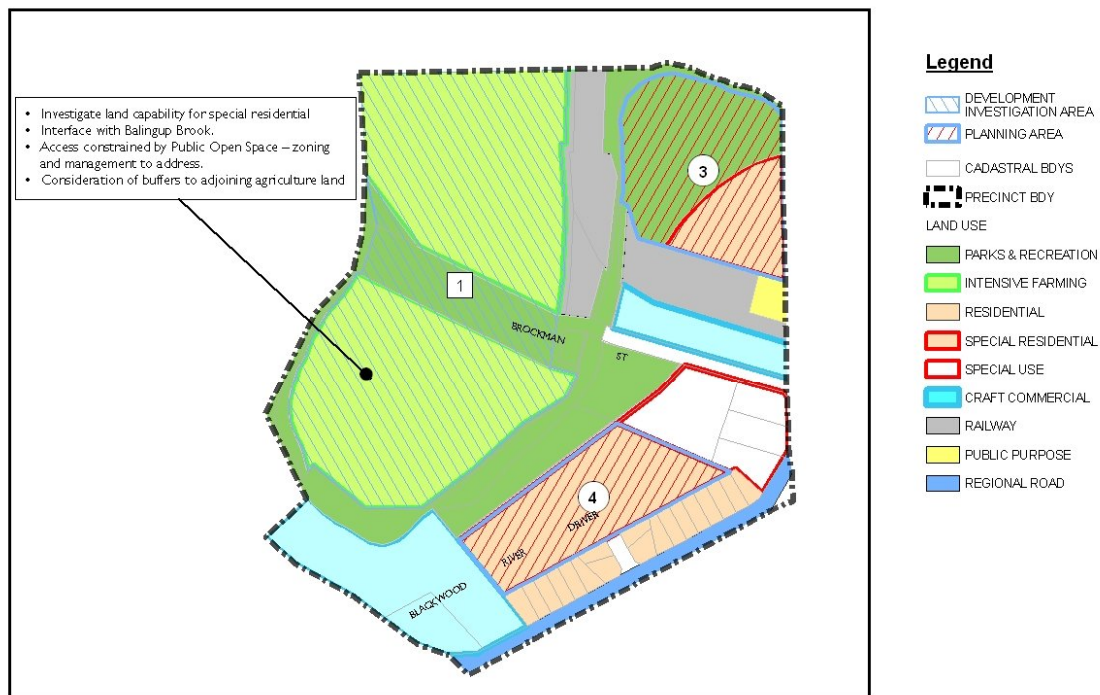 • Investigate land capability for special residential
• Interface with Balingup Brook.
• Access constrained by Public Open Space – zoning
and management to address.
• Consideration of buffers to adjoining agriculture land
3
1
BROCKMAN
ST
4
RIVER
DRIVER
BLACKWOOD
Legend
DEVELOPMENT
INVESTIGATION AREA
PLANNING AREA
CADASTRAL BDYS
PRECINCT BDY
LAND USE
PARKS & RECREATION
INTENSIVE FARMING
RESIDENTIAL
SPECIAL RESIDENTIAL
SPECIAL USE
CRAFT COMMERCIAL
RAILWAY
PUBLIC PURPOSE
REGIONAL ROAD